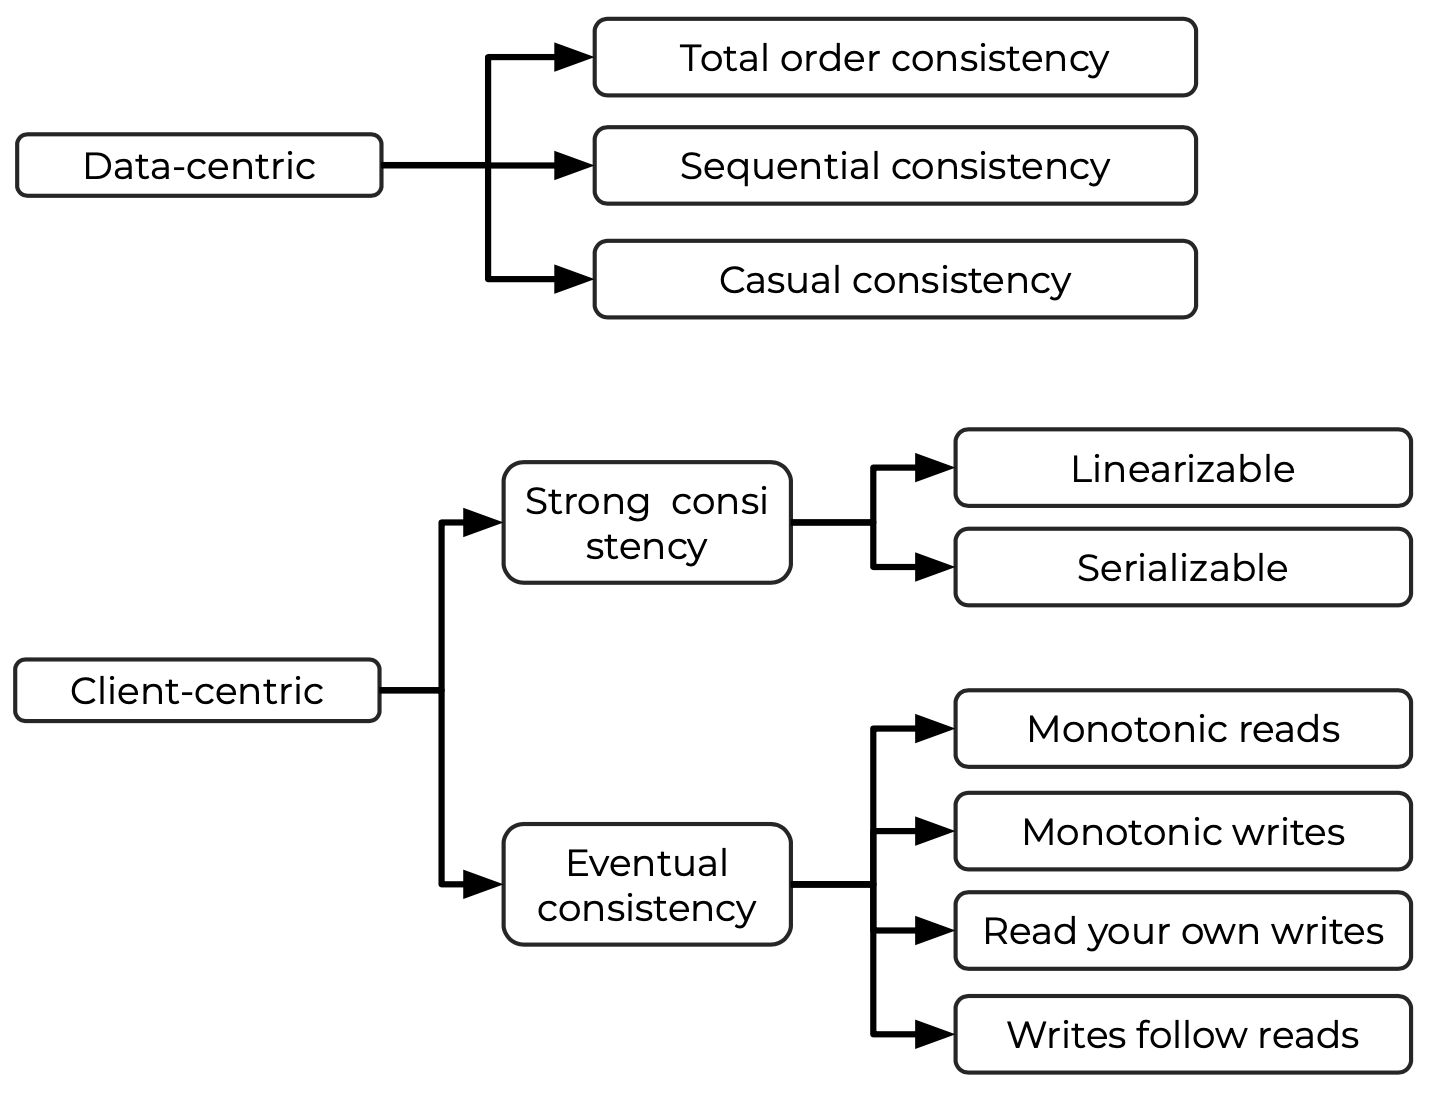 Total order consistency
Data-centric
Sequential consistency
Casual consistency
Linearizable
Strong  consi
stency
Serializable
Client-centric
Monotonic reads
Monotonic writes
Eventual
consistency
Read your own writes
Writes follow reads